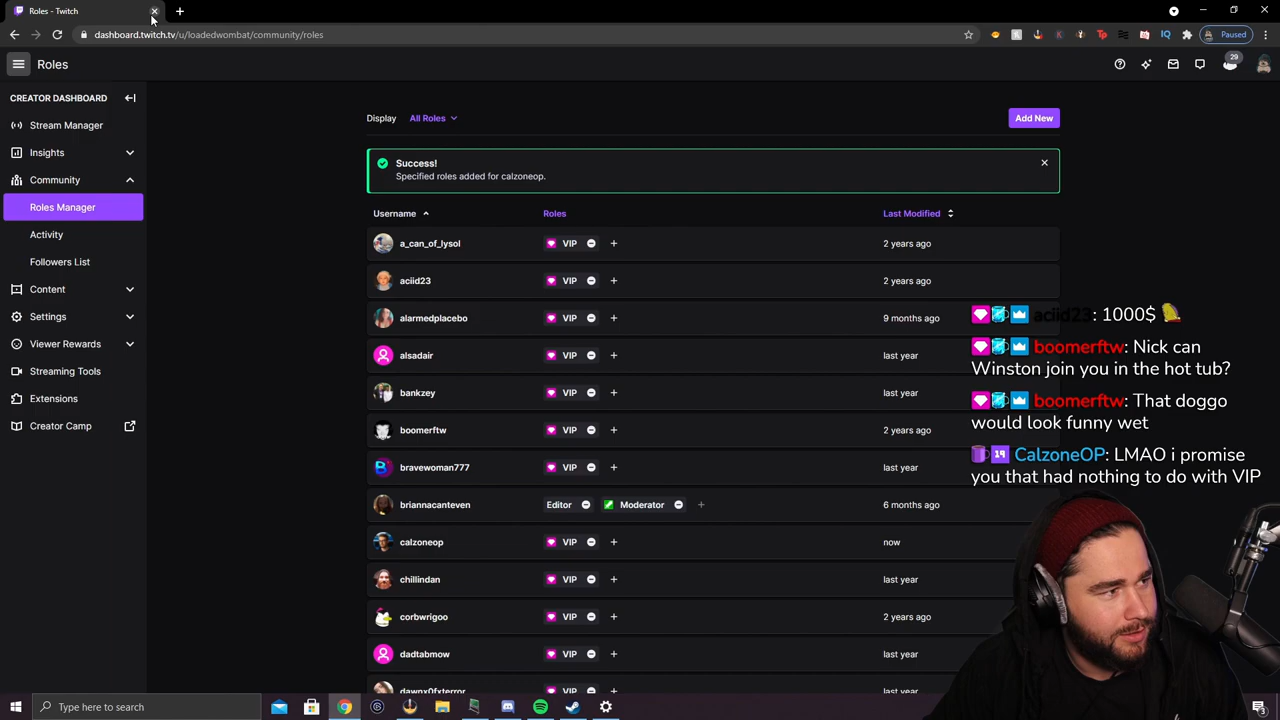 Roles - Twitch
dashboard.twitch.tv/u/loadedwombat/community/roles
Paused
Roles
29
CREATOR DASHBOARD
Stream Manager
Insights
Community
Roles Manager
Activity
Followers List
Content
Settings
Viewer Rewards
Streaming Tools
Extensions
Creator Camp
Display All Roles
Add New
Success!
Specified roles added for calzoneop.
Username Roles Last Modified
a_can_of_lysol VIP 2 years ago
aciid23 VIP 2 years ago
alarmedplacebo VIP 9 months ago
alsadair VIP last year
bankzey VIP last year
boomerftw VIP 2 years ago
bravewoman777 VIP last year
briannacanteven Editor Moderator 6 months ago
calzoneop VIP now
chillindan VIP last year
corbwrigoo VIP 2 years ago
dadtabmow VIP last year
dawnx0fxterror
aciid23: 1000$
boomerftw: Nick can
Winston join you in the hot tub?
boomerftw: That doggo
would look funny wet
19 CalzoneOP: LMAO i promise
you that had nothing to do with VIP
Type here to search
3